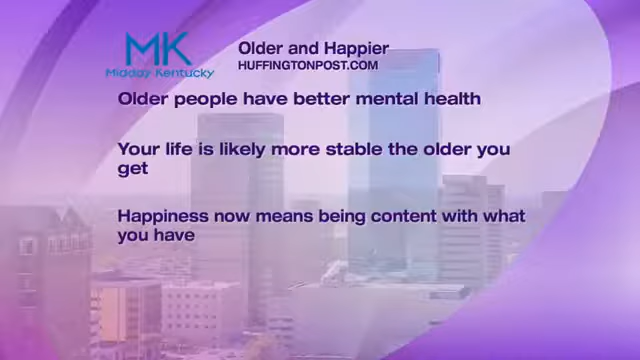 MK
Midday Kentucky
Older and Happier
HUFFINGTONPOST.COM
Older people have better mental health
Your life is likely more stable the older you
get
Happiness now means being content with what
you have